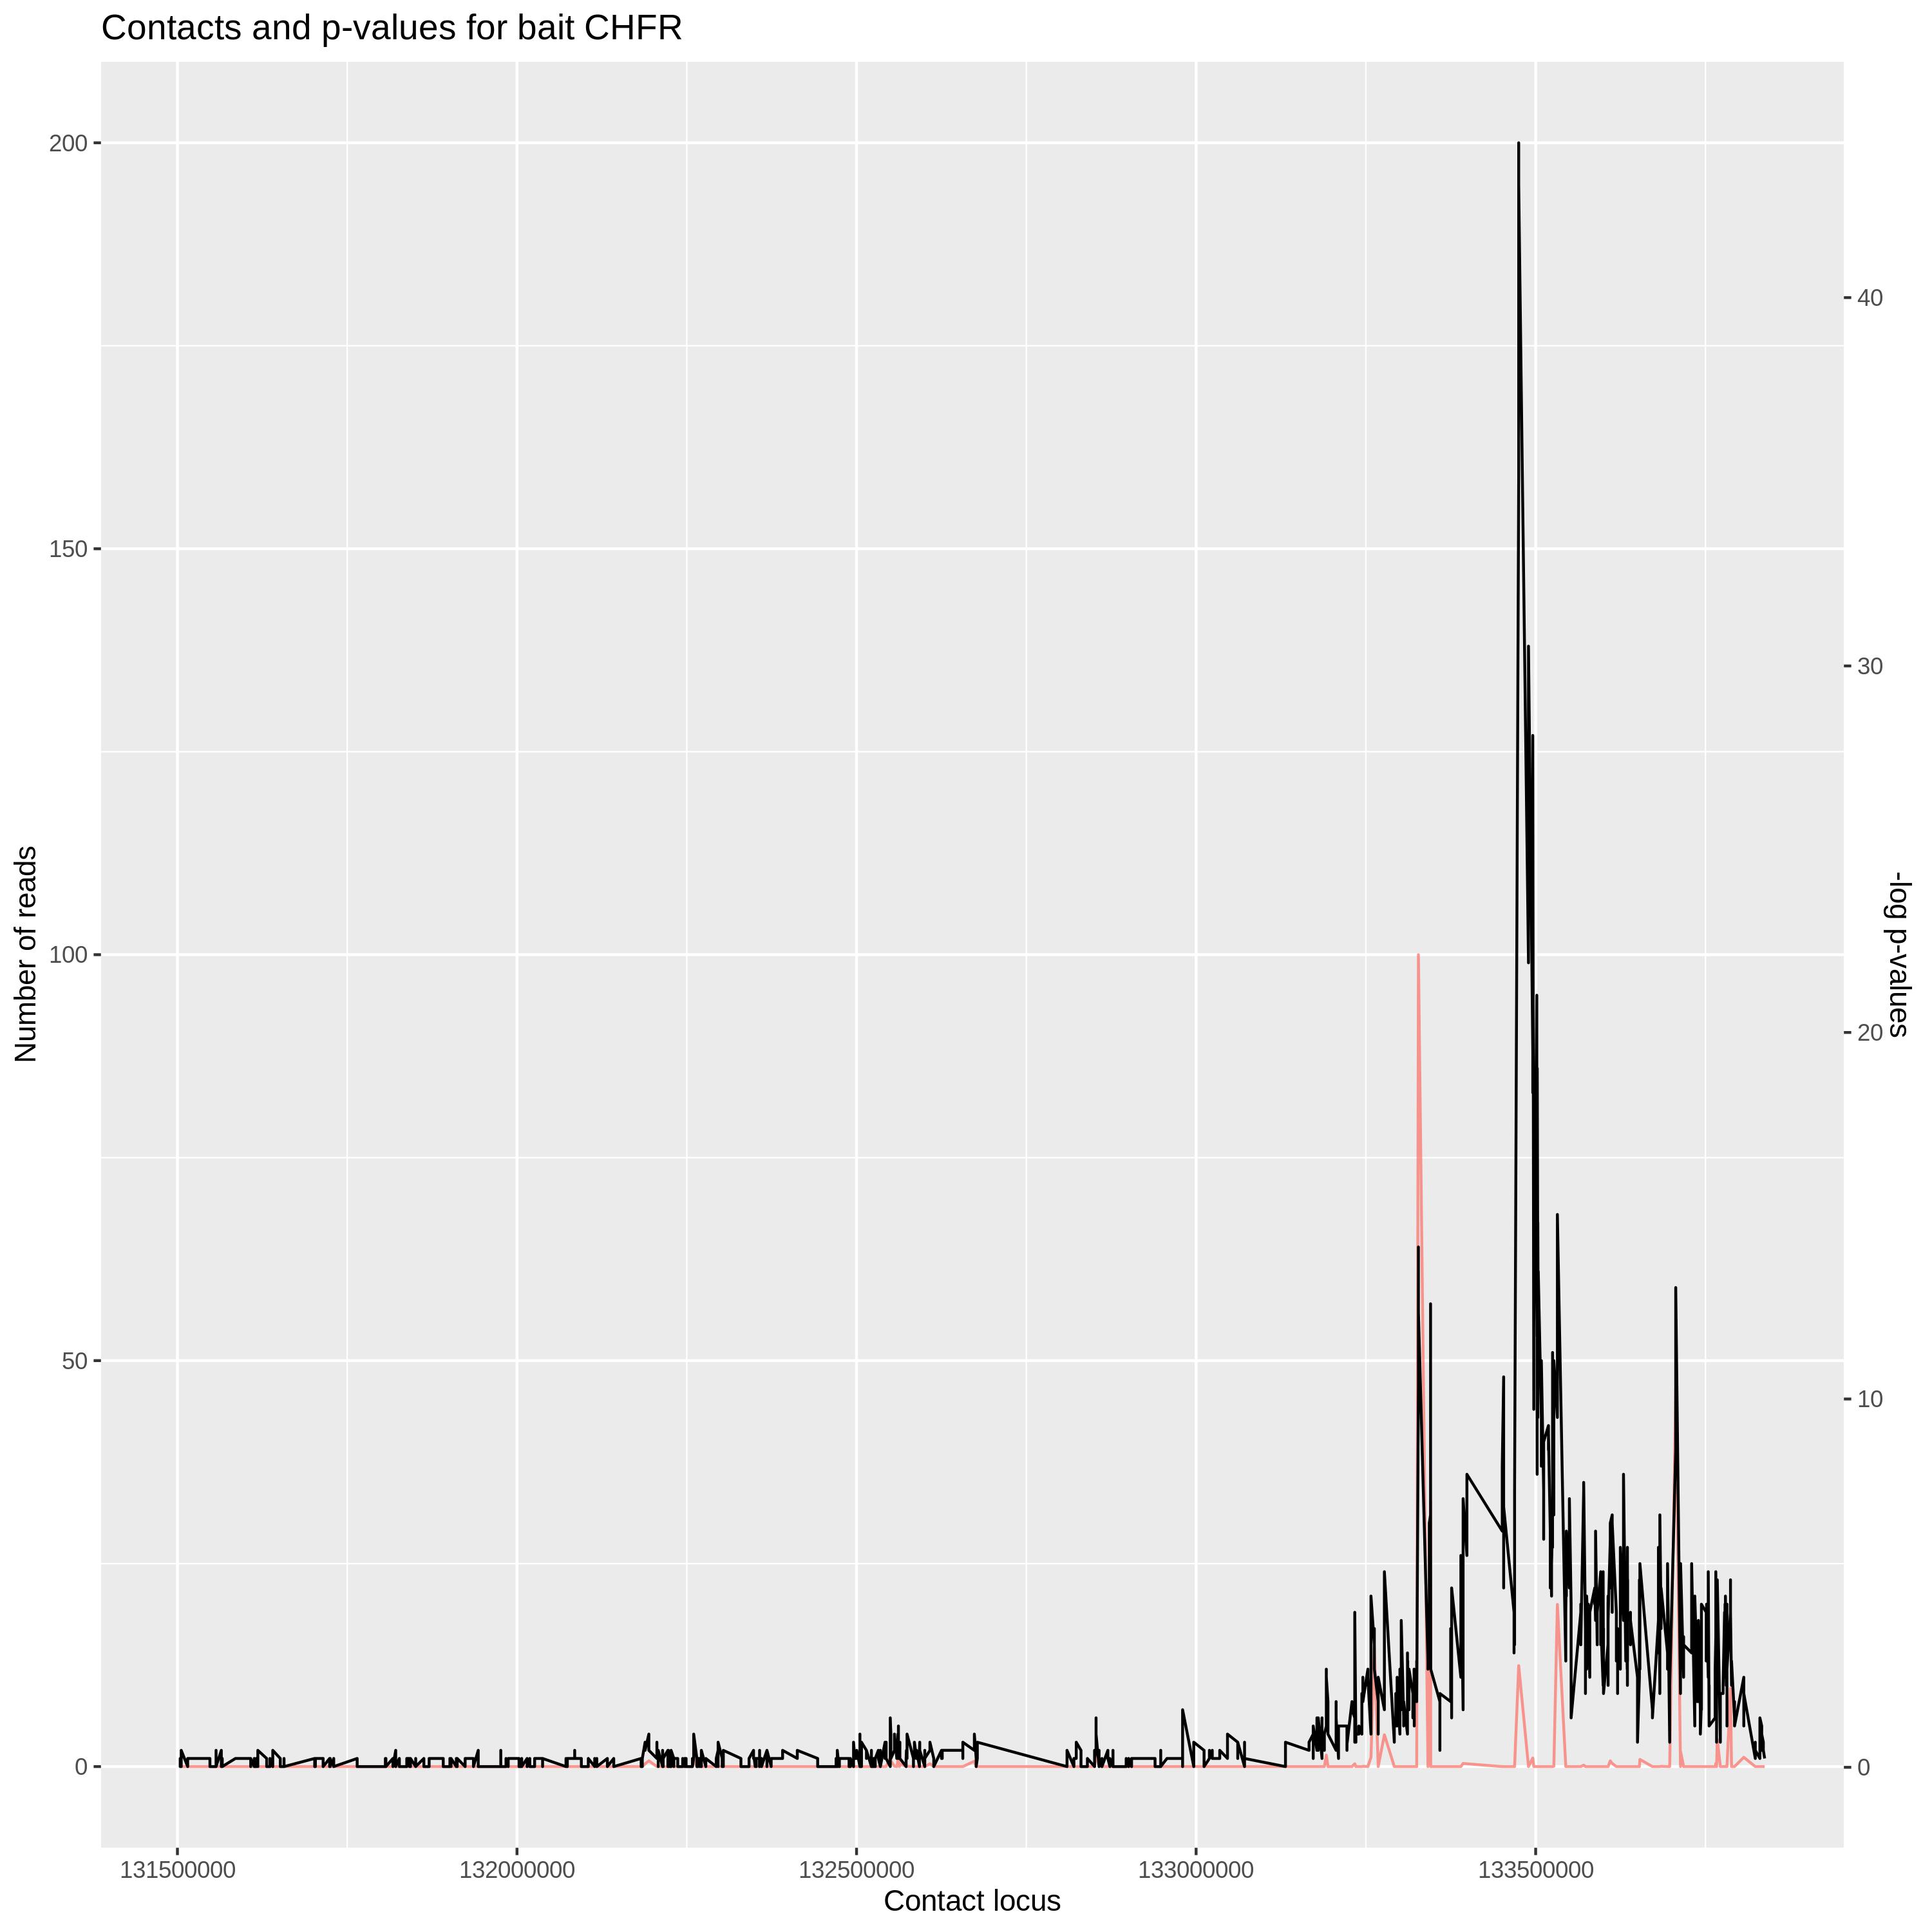 Contacts and p-values for bait CHFR
200
150
100
50
0
Number of reads
40
30
20
10
0
-log p-values
131500000 132000000 132500000 133000000 133500000
Contact locus